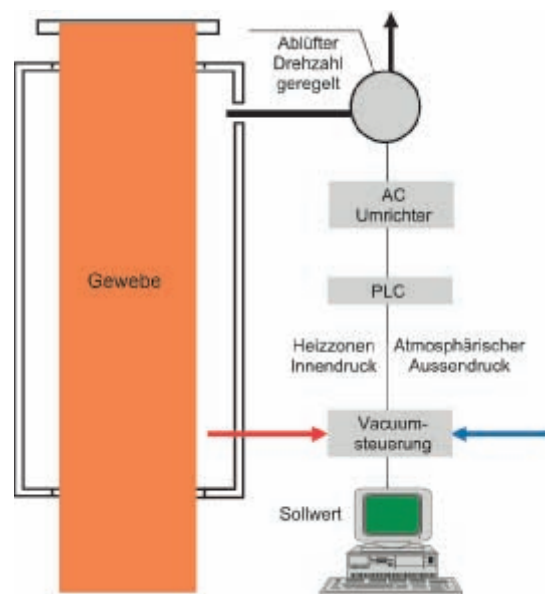 Ablüfter
Drehzahl
geregelt
AC
Umrichter
Gewebe
PLC
Heizzonen
Innendruck
Atmosphärischer
Aussendruck
Vacuum-
steuerung
Sollwert